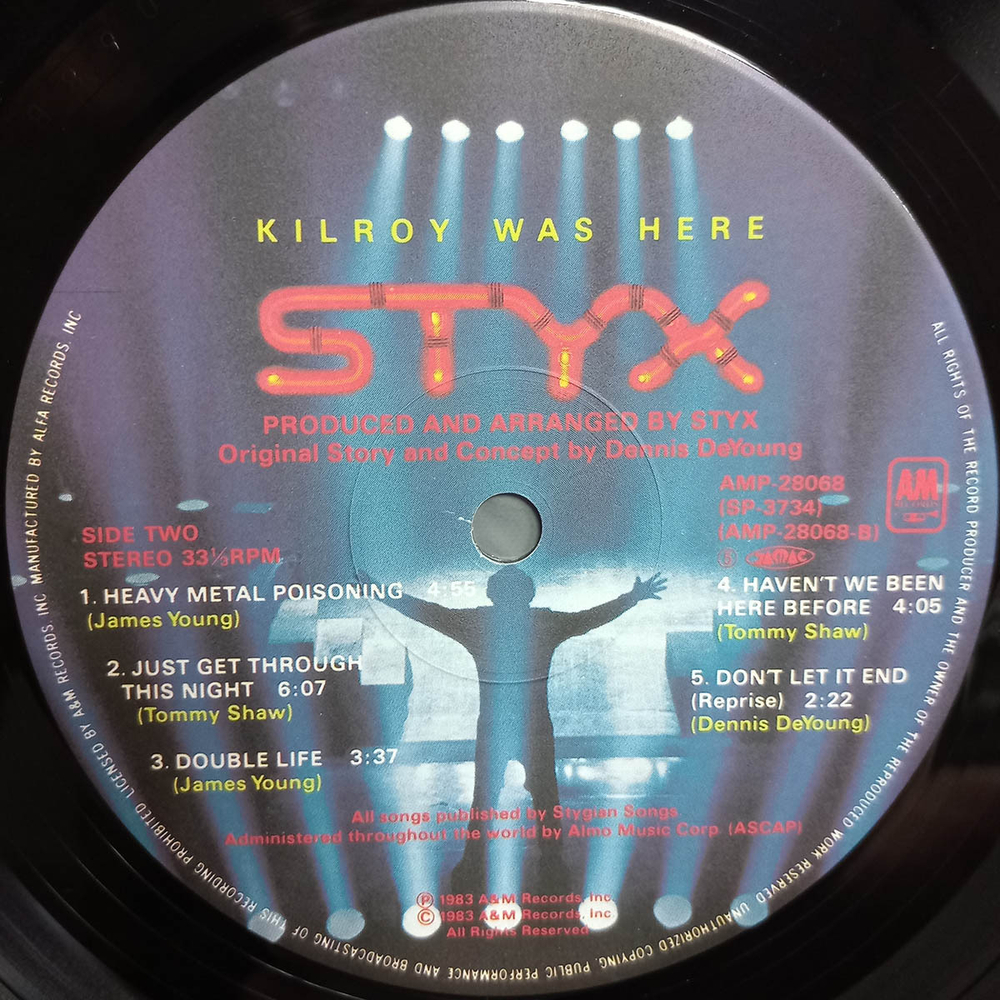 KILROY WAS HERE
STYX
PRODUCED AND ARRANGED BY STYX
Original Story and Concept by Dennis DeYoung
AMP-28068
(SP-3734)
(AMP-28068-B)
AM
RECORDS
SIDE TWO
STEREO 33⅓RPM
Ⓢ JASRAC
1. HEAVY METAL POISONING 4:55
(James Young)
2. JUST GET THROUGH
THIS NIGHT 6:07
(Tommy Shaw)
3. DOUBLE LIFE 3:37
(James Young)
4. HAVEN'T WE BEEN
HERE BEFORE 4:05
(Tommy Shaw)
5. DON'T LET IT END
(Reprise) 2:22
(Dennis DeYoung)
All songs published by Stygian Songs
Administered throughout the world by Almo Music Corp. (ASCAP)
Ⓟ 1983 A&M Records, Inc.
Ⓒ 1983 A&M Records, Inc.
All Rights Reserved
ALL RIGHTS OF THE RECORD PRODUCER AND THE OWNER OF THE REPRODUCED WORK RESERVED UNAUTHORIZED COPYING, PUBLIC PERFORMANCE AND BROADCASTING OF THIS RECORDING PROHIBITED LICENSED BY A&M RECORDS. INC MANUFACTURED BY ALFA RECORDS. INC